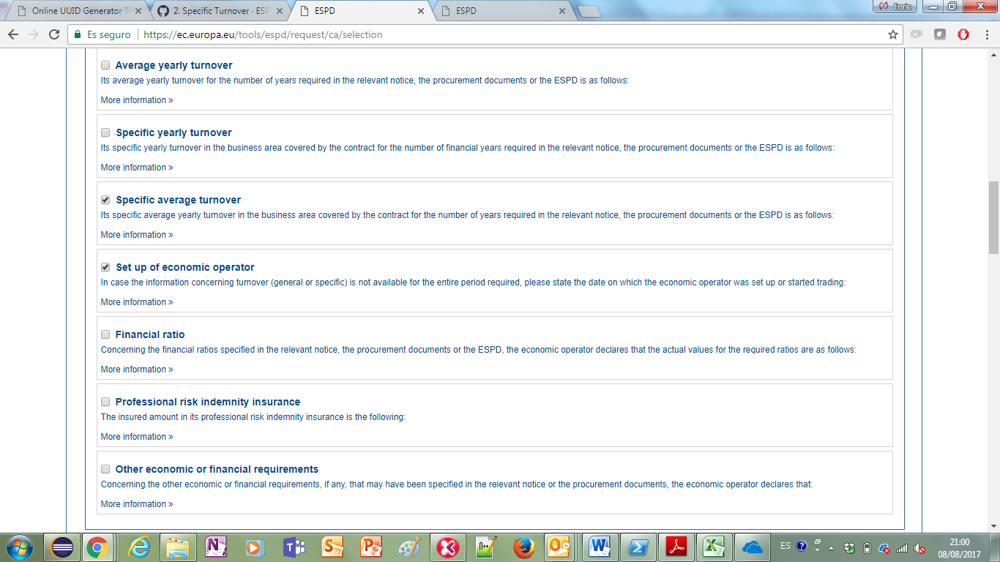 Online UUID Generator T
2. Specific Turnover · ESP
ESPD
ESPD
Enric
Es seguro
https://ec.europa.eu/tools/espd/request/ca/selection
Average yearly turnover
Its average yearly turnover for the number of years required in the relevant notice, the procurement documents or the ESPD is as follows:
More information »
Specific yearly turnover
Its specific yearly turnover in the business area covered by the contract for the number of financial years required in the relevant notice, the procurement documents or the ESPD is as follows:
More information »
Specific average turnover
Its specific average yearly turnover in the business area covered by the contract for the number of years required in the relevant notice, the procurement documents or the ESPD is as follows:
More information »
Set up of economic operator
In case the information concerning turnover (general or specific) is not available for the entire period required, please state the date on which the economic operator was set up or started trading:
More information »
Financial ratio
Concerning the financial ratios specified in the relevant notice, the procurement documents or the ESPD, the economic operator declares that the actual values for the required ratios are as follows:
More information »
Professional risk indemnity insurance
The insured amount in its professional risk indemnity insurance is the following:
More information »
Other economic or financial requirements
Concerning the other economic or financial requirements, if any, that may have been specified in the relevant notice or the procurement documents, the economic operator declares that:
More information »
ES
21:00
08/08/2017